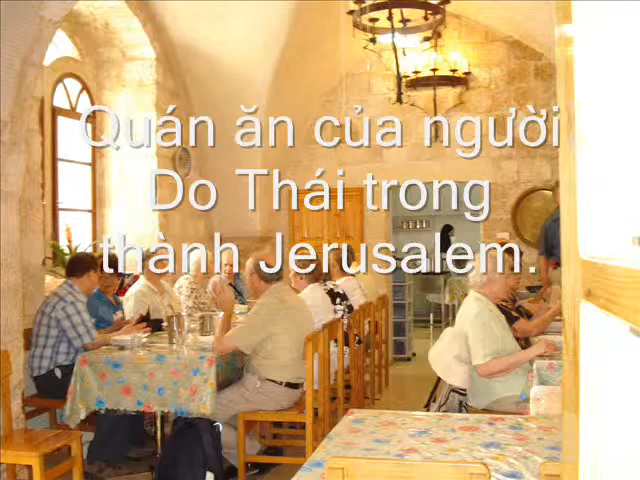 Quán ăn của người
Do Thái trong
thành Jerusalem.